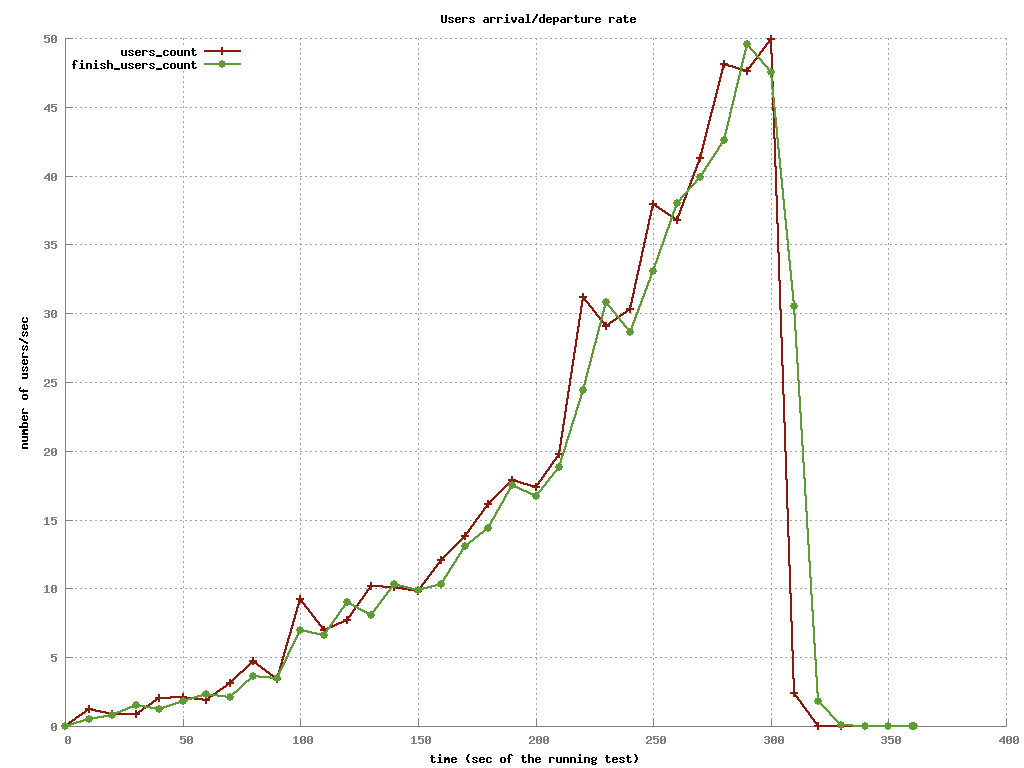 Users arrival/departure rate
users_count
finish_users_count
50
45
40
35
30
25
20
15
10
5
0
number of users/sec
0 50 100 150 200 250 300 350 400
time (sec of the running test)